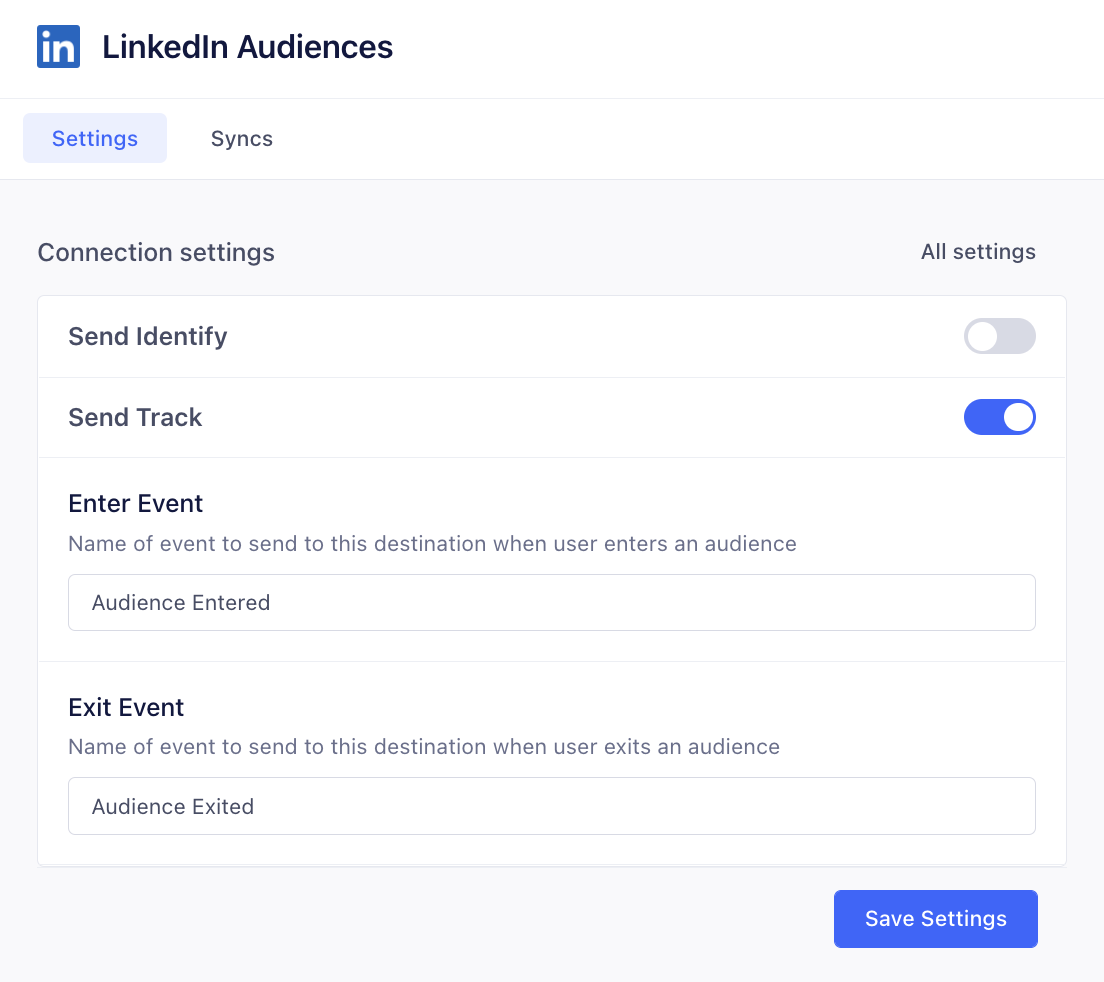 in LinkedIn Audiences
Settings Syncs
Connection settings All settings
Send Identify
Send Track
Enter Event
Name of event to send to this destination when user enters an audience
Audience Entered
Exit Event
Name of event to send to this destination when user exits an audience
Audience Exited
Save Settings